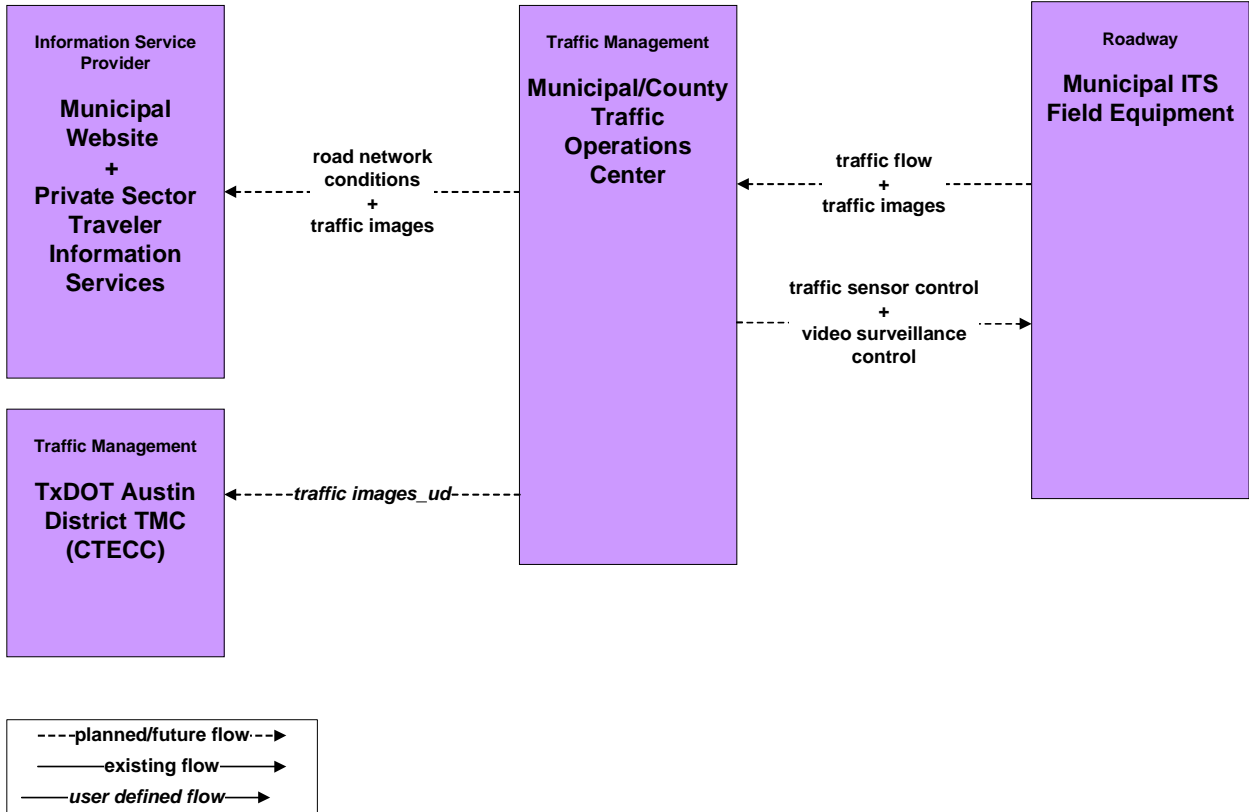 Information Service
Provider
Municipal
Website
+
Private Sector
Traveler
Information
Services
road network
conditions
+
traffic images
Traffic Management
Municipal/County
Traffic
Operations
Center
traffic flow
+
traffic images
traffic sensor control
+
video surveillance
control
Roadway
Municipal ITS
Field Equipment
Traffic Management
TxDOT Austin
District TMC
(CTECC)
traffic images_ud
planned/future flow
existing flow
user defined flow